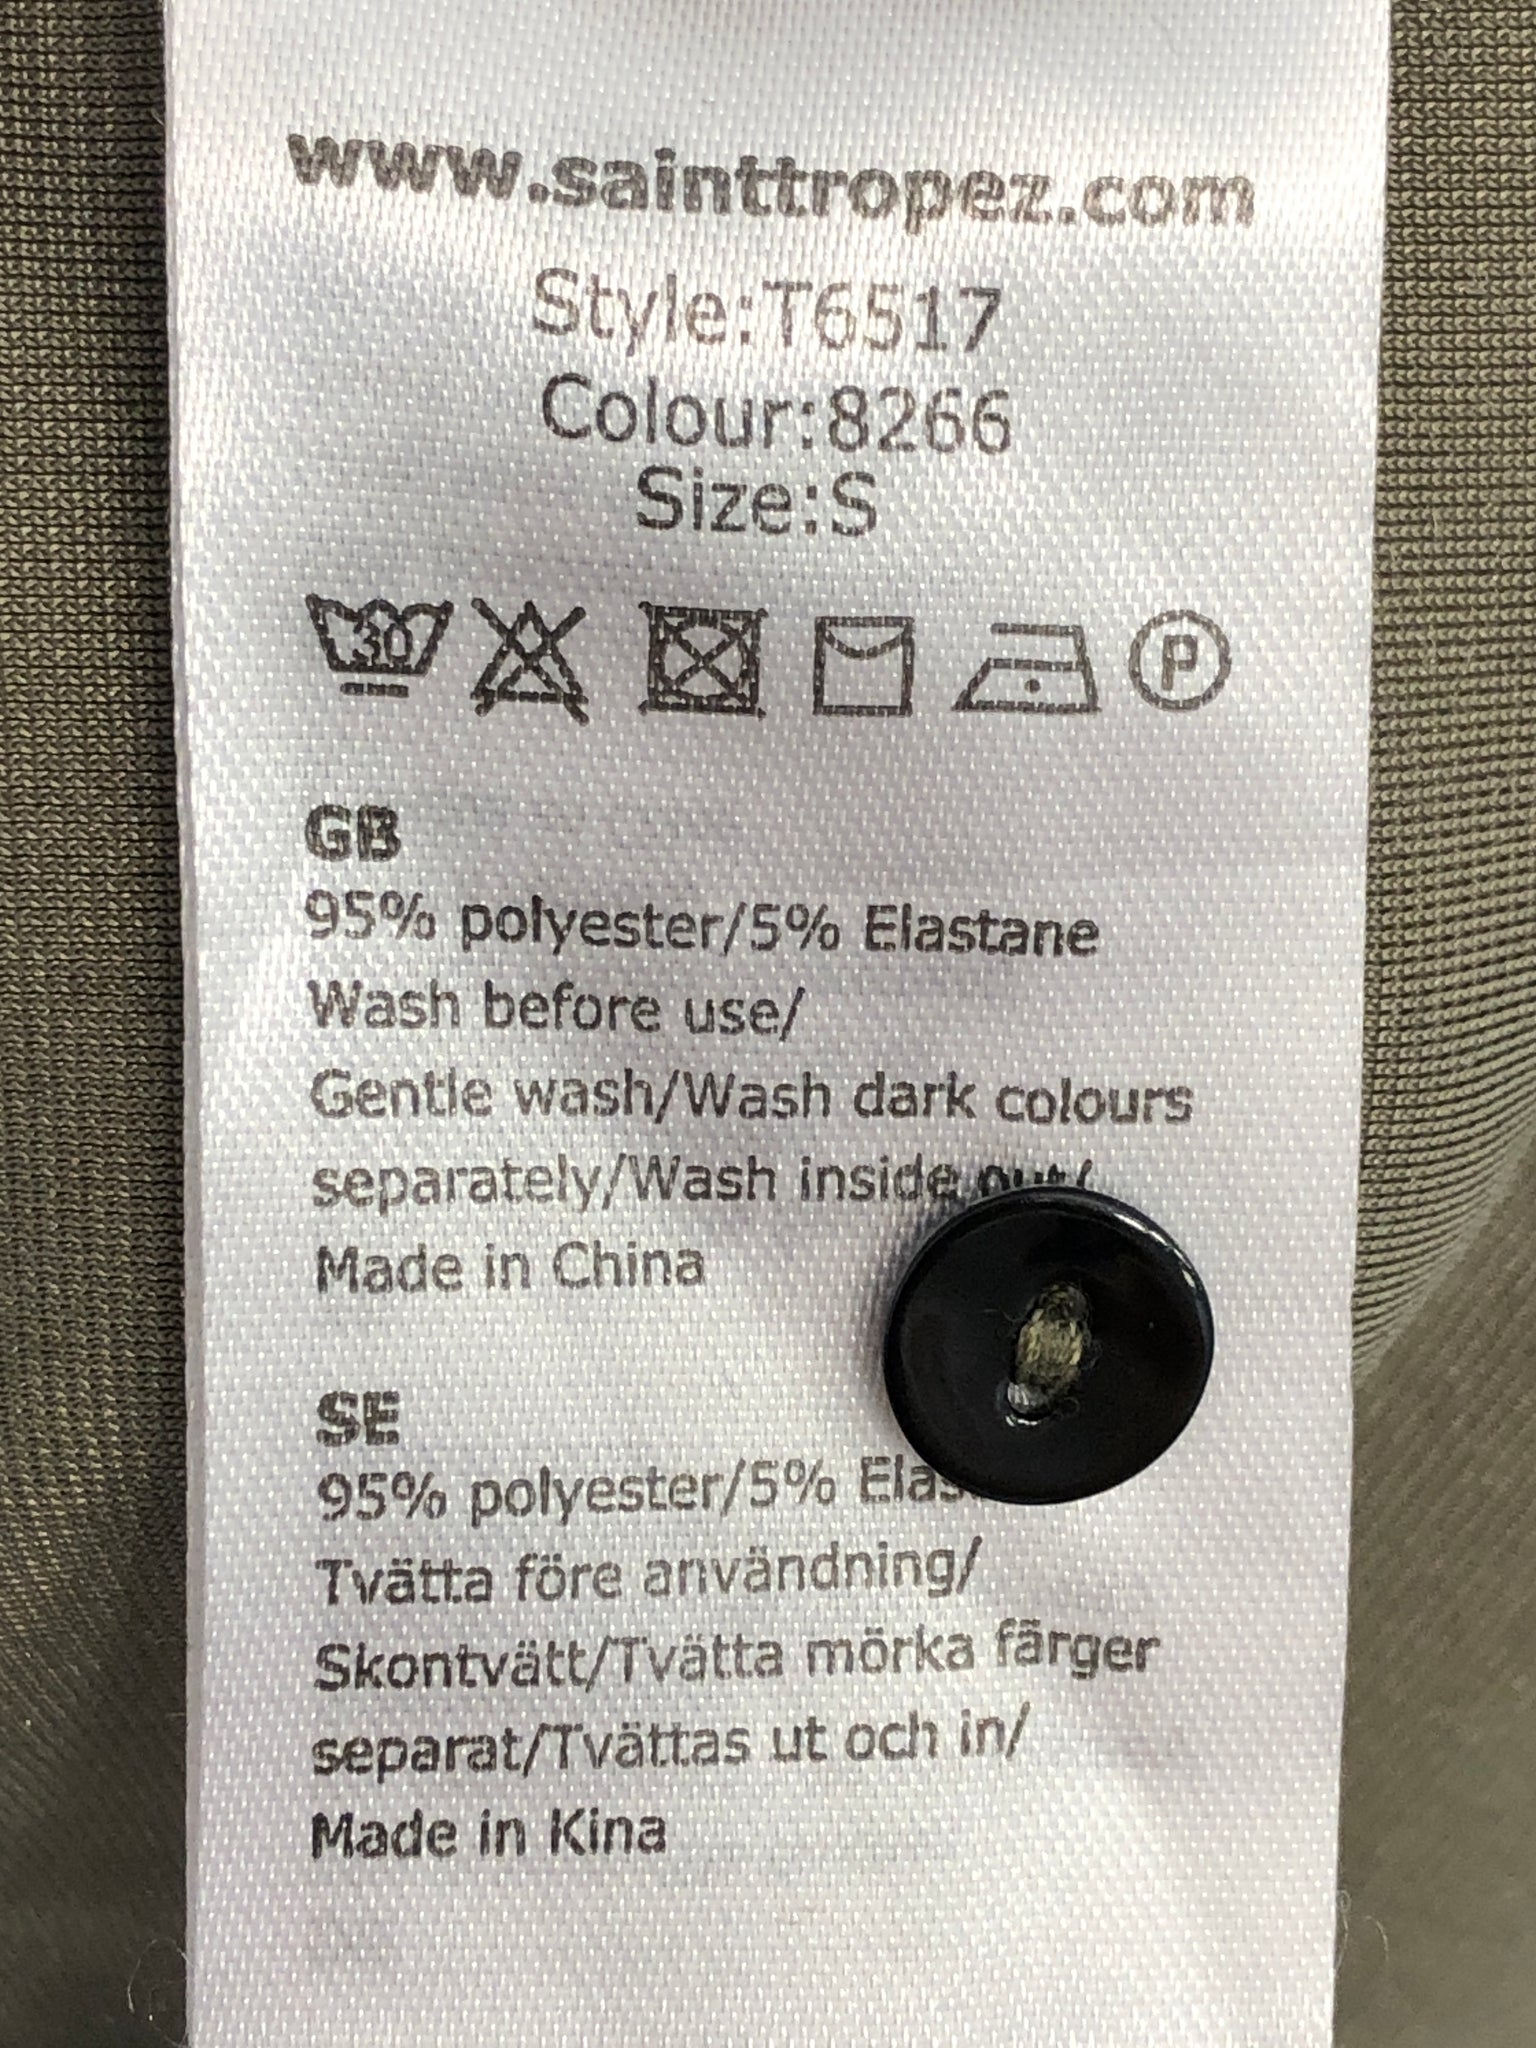 www.sainttropez.com
Style:T6517
Colour:8266
Size:S
30
P
GB
95% polyester/5% Elastane
Wash before use/
Gentle wash/Wash dark colours
separately/Wash inside out/
Made in China
SE
95% polyester/5%
Tvätta före användning/
Skontvätt/Tvätta mörka färger
separat/Tvättas ut och in/
Made in Kina